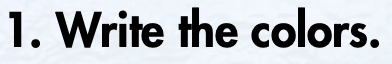 1. Write the colors.